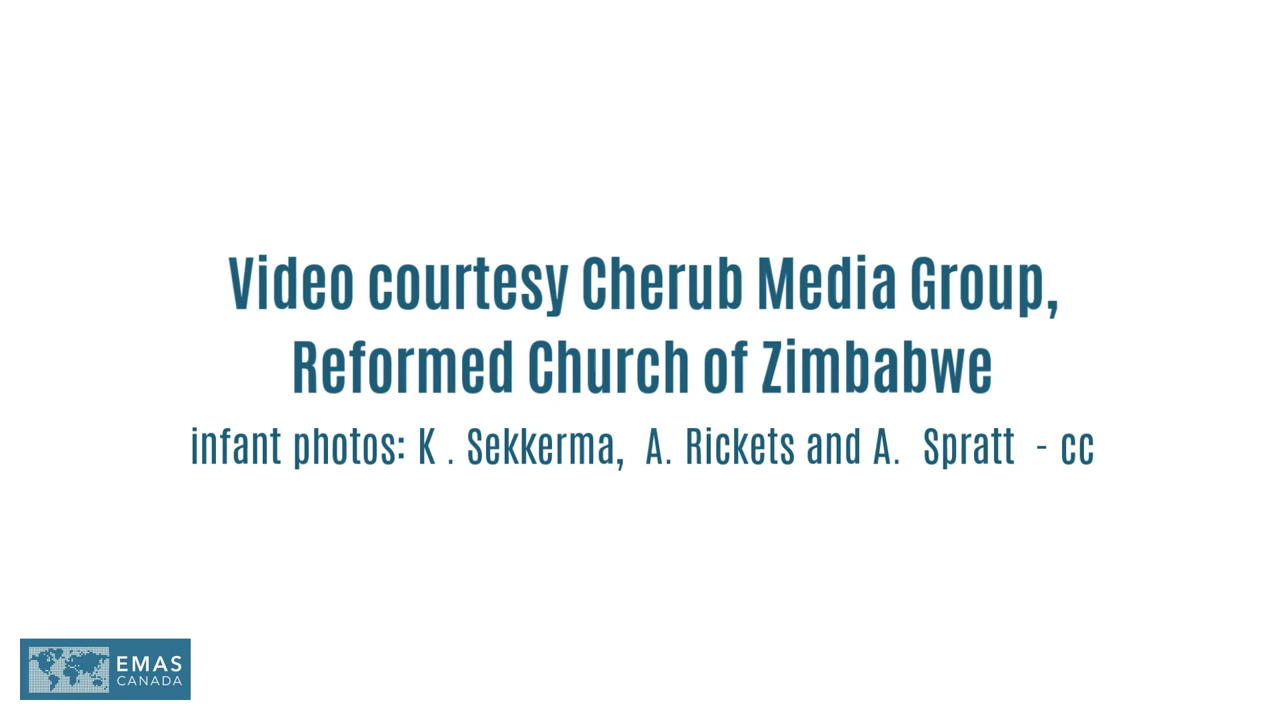 Video courtesy Cherub Media Group,
Reformed Church of Zimbabwe
infant photos: K . Sekkerma, A. Rickets and A. Spratt - cc
EMAS
CANADA